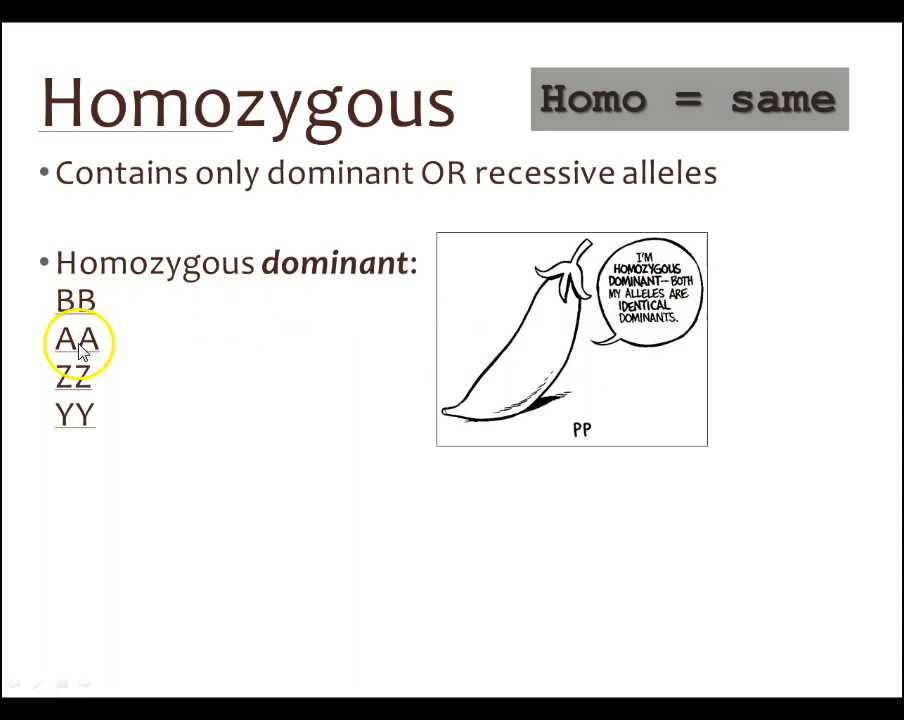 Homozygous
Homo = same
• Contains only dominant OR recessive alleles
• Homozygous dominant:
BB
AA
ZZ
YY
I'M
HOMOZYGOUS
DOMINANT—BOTH
MY ALLELES ARE
IDENTICAL
DOMINANTS.
PP